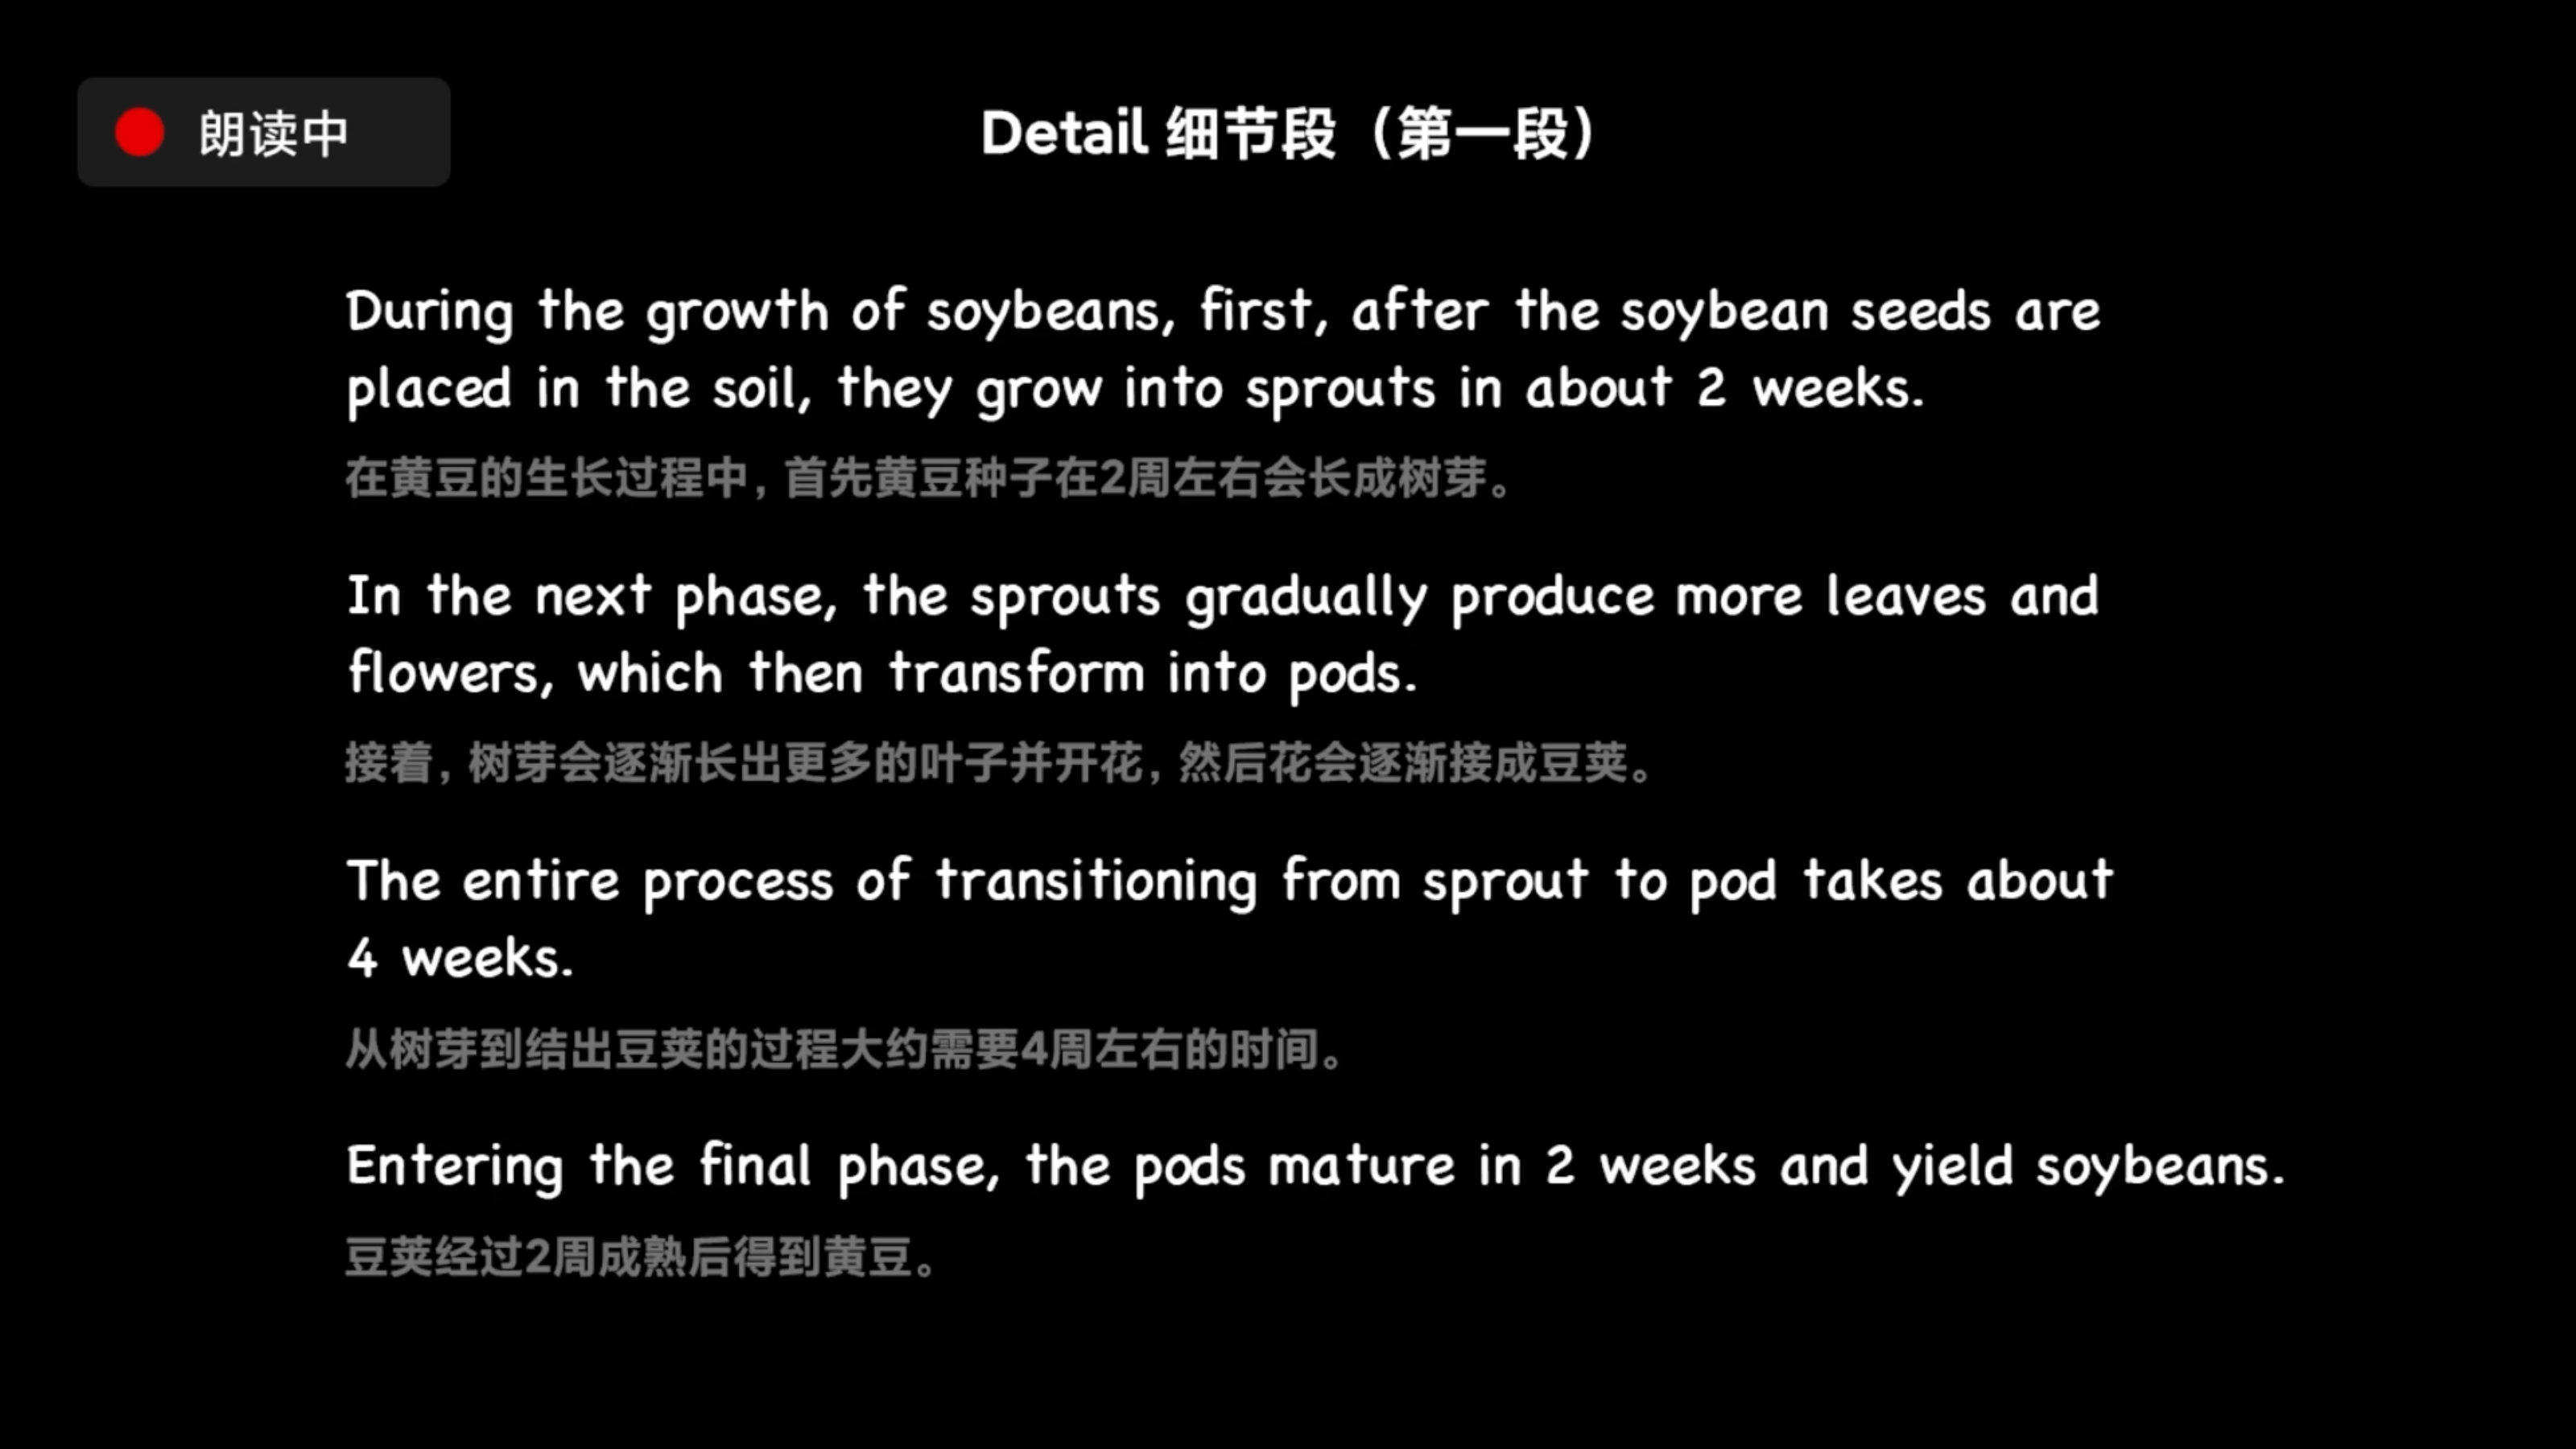 朗读中
Detail 细节段（第一段）
During the growth of soybeans, first, after the soybean seeds are
placed in the soil, they grow into sprouts in about 2 weeks.
在黄豆的生长过程中，首先黄豆种子在2周左右会长成树芽。
In the next phase, the sprouts gradually produce more leaves and
flowers, which then transform into pods.
接着，树芽会逐渐长出更多的叶子并开花，然后花会逐渐接成豆荚。
The entire process of transitioning from sprout to pod takes about
4 weeks.
从树芽到结出豆荚的过程大约需要4周左右的时间。
Entering the final phase, the pods mature in 2 weeks and yield soybeans.
豆荚经过2周成熟后得到黄豆。